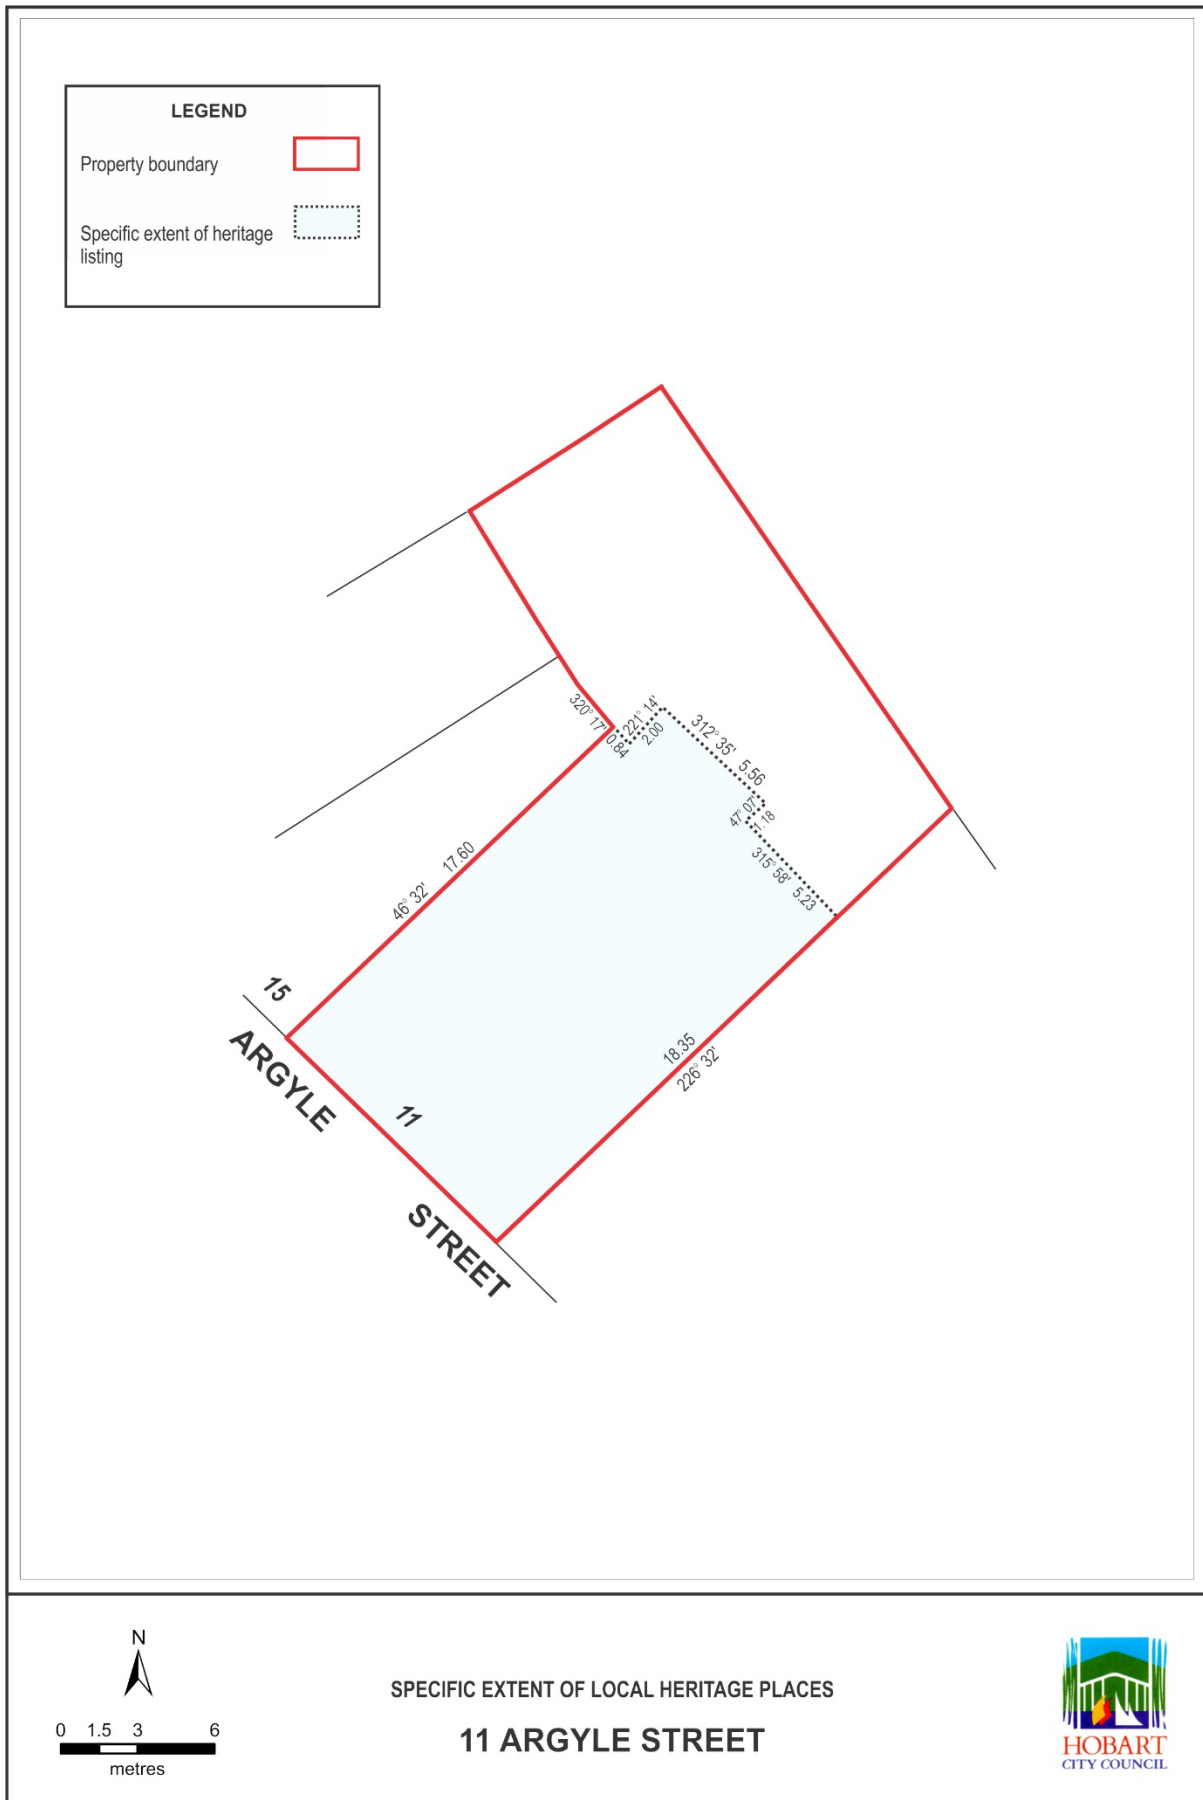 LEGEND
Property boundary
Specific extent of heritage
listing
320° 17'
0.84
221° 14'
2.00
312° 35'
5.56
47° 07'
1.18
315° 58'
5.23
46° 32'
17.60
18.35
226° 32'
15
11
ARGYLE
STREET
N
0 1.5 3 6
metres
SPECIFIC EXTENT OF LOCAL HERITAGE PLACES
11 ARGYLE STREET
HOBART
CITY COUNCIL